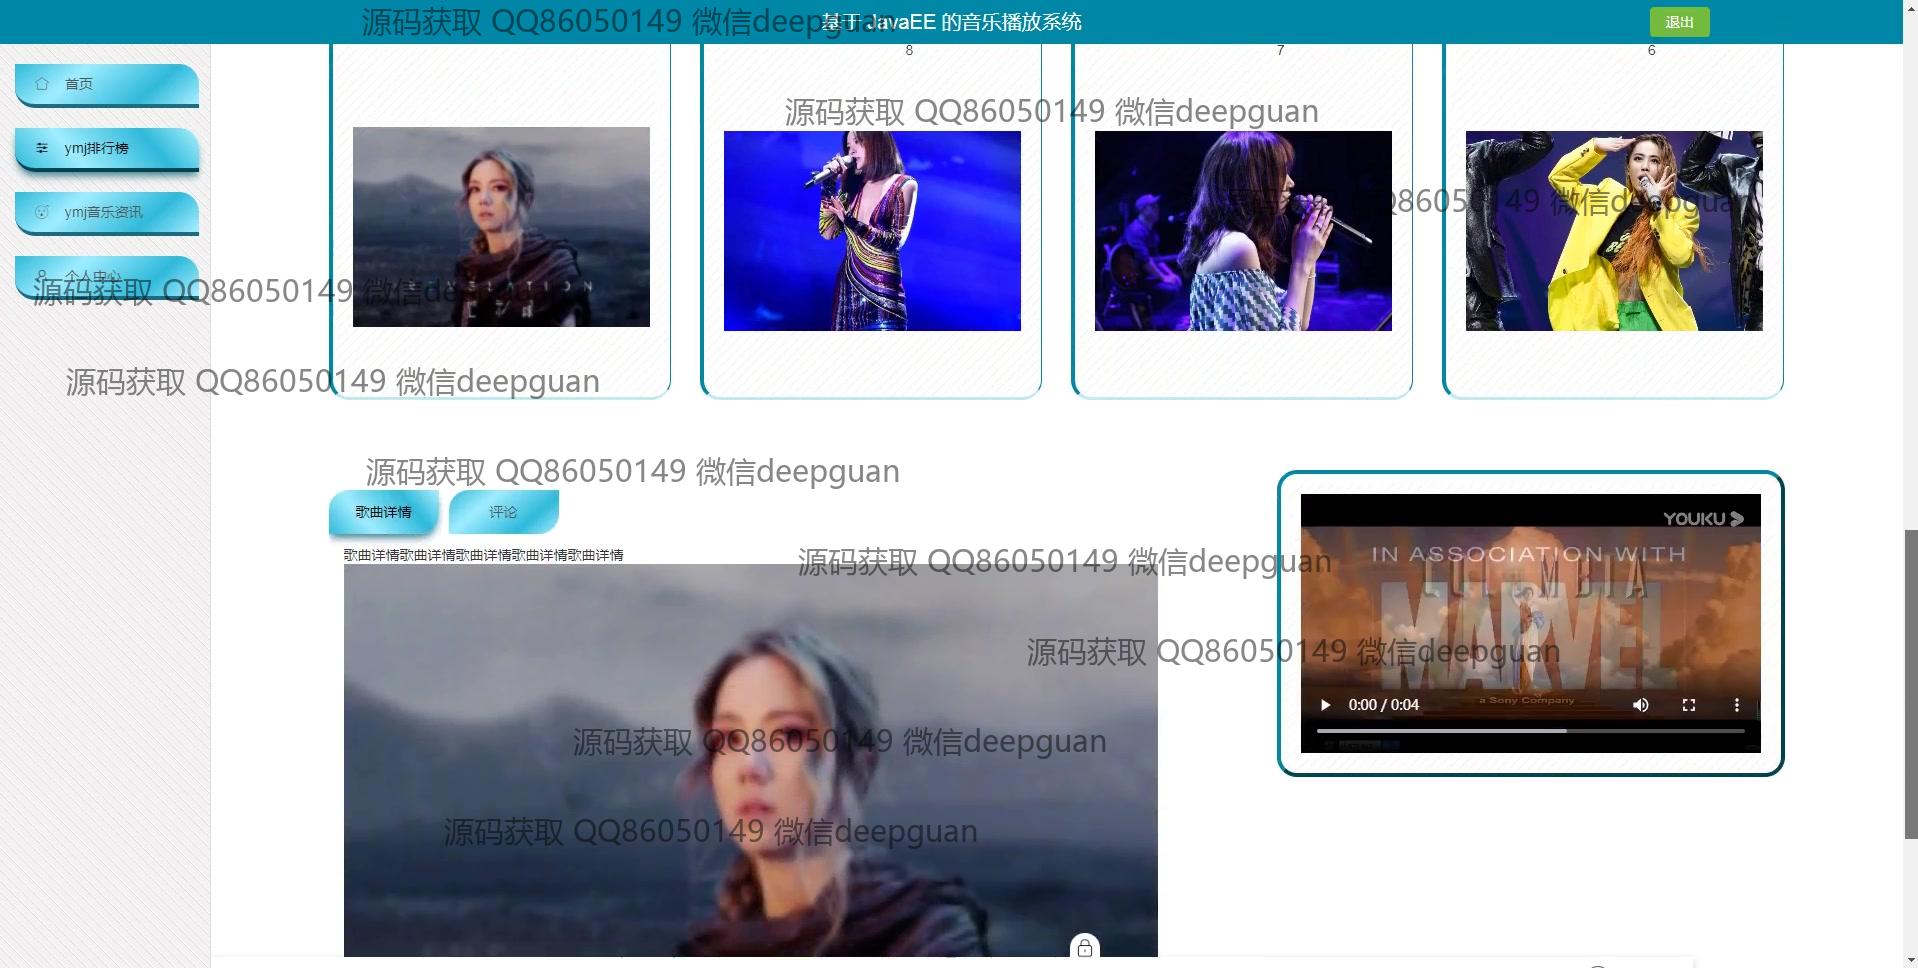 基于 JavaEE 的音乐播放系统
源码获取 QQ86050149 微信deepguan
退出
8
7
6
首页
ymj排行榜
ymj音乐资讯
个人中心
源码获取 QQ86050149 微信deepguan
源码获取 QQ86050149 微信deepguan
源码获取 QQ86050149 微信deepguan
源码获取 QQ86050149 微信deepguan
源码获取 QQ86050149 微信deepguan
歌曲详情
评论
歌曲详情歌曲详情歌曲详情歌曲详情歌曲详情
YOUKU
IN ASSOCIATION WITH
COLUMBIA
MARVEL
a Sony Company
0:00 / 0:04
源码获取 QQ86050149 微信deepguan
源码获取 QQ86050149 微信deepguan
源码获取 QQ86050149 微信deepguan
源码获取 QQ86050149 微信deepguan